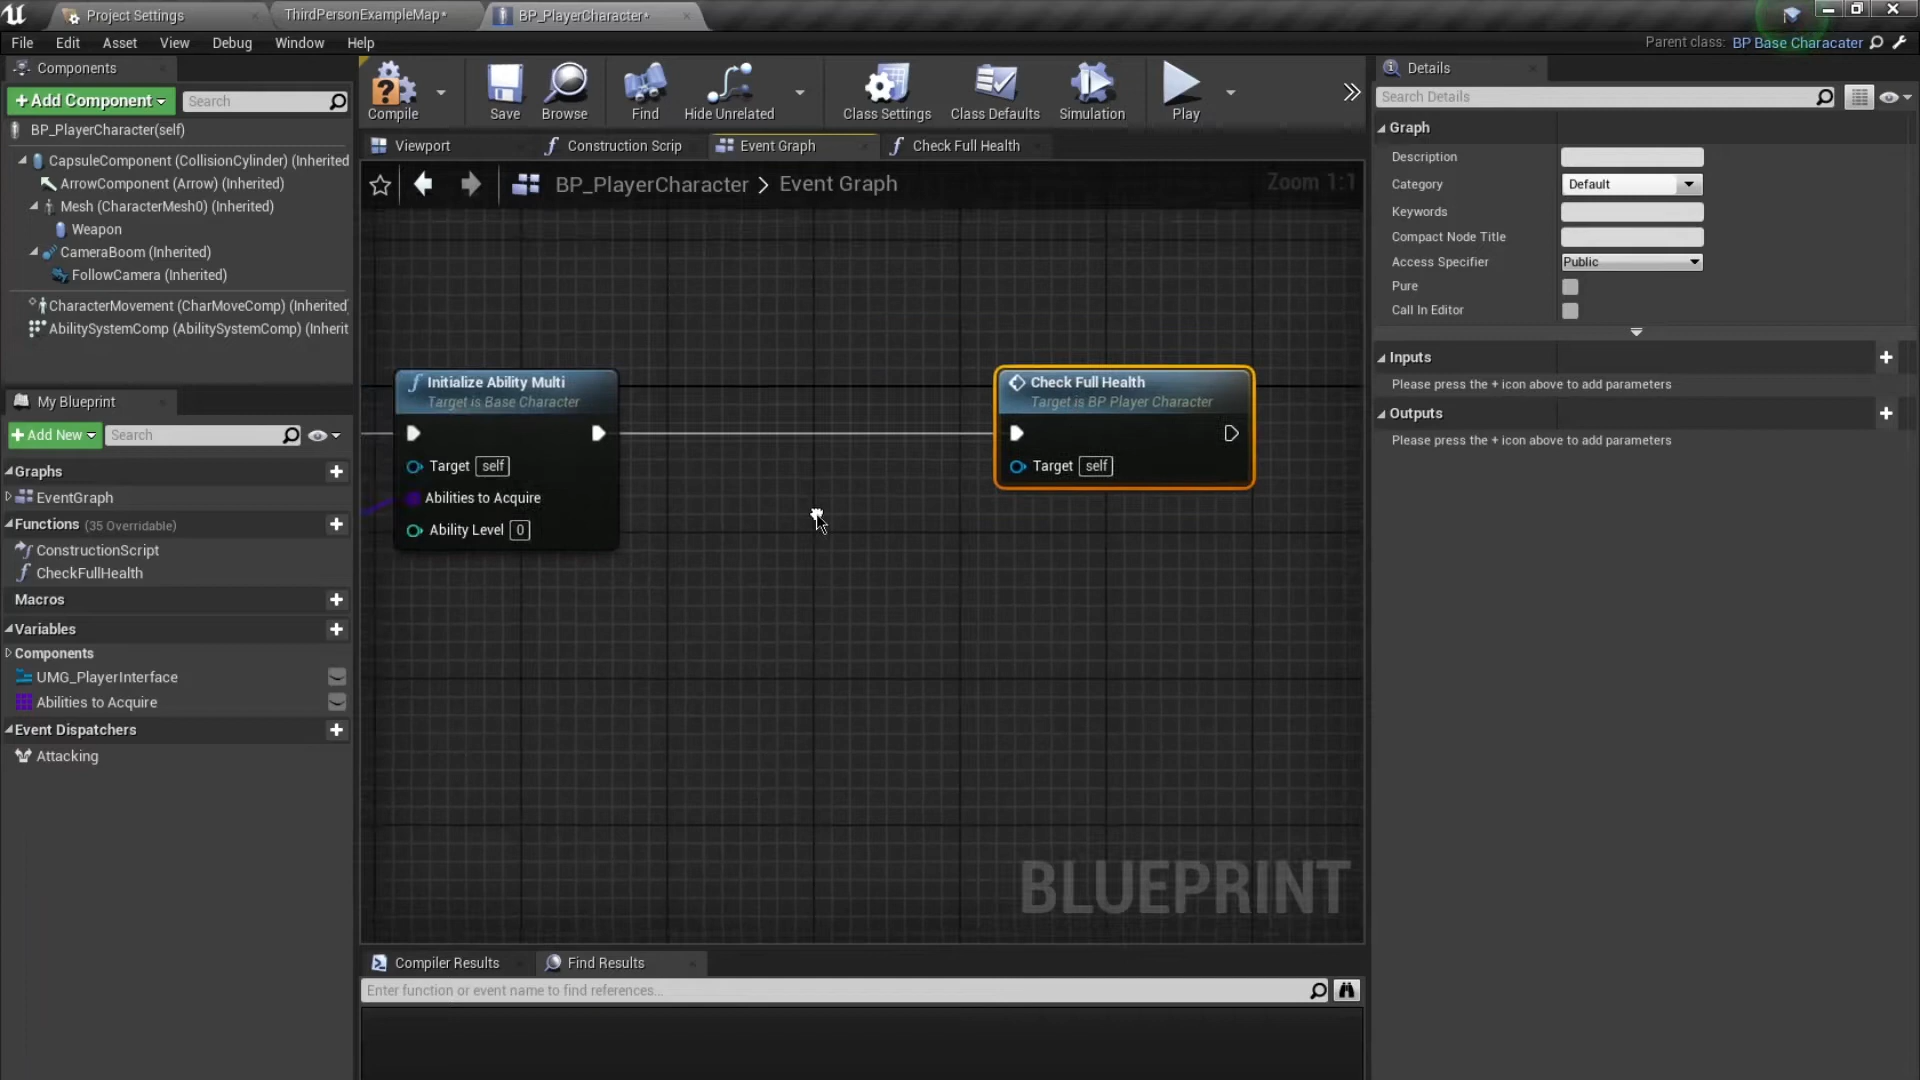 Project Settings
ThirdPersonExampleMap*
BP_PlayerCharacter*
File Edit Asset View Debug Window Help
Parent class: BP Base Characater
Components
+ Add Component
Search
BP_PlayerCharacter(self)
CapsuleComponent (CollisionCylinder) (Inherited
ArrowComponent (Arrow) (Inherited)
Mesh (CharacterMesh0) (Inherited)
Weapon
CameraBoom (Inherited)
FollowCamera (Inherited)
CharacterMovement (CharMoveComp) (Inherited)
AbilitySystemComp (AbilitySystemComp) (Inherit
My Blueprint
+ Add New
Search
Graphs
EventGraph
Functions (35 Overridable)
ConstructionScript
CheckFullHealth
Macros
Variables
Components
UMG_PlayerInterface
Abilities to Acquire
Event Dispatchers
Attacking
Compile
Save
Browse
Find
Hide Unrelated
Class Settings
Class Defaults
Simulation
Play
Viewport
Construction Scrip
Event Graph
Check Full Health
BP_PlayerCharacter > Event Graph
Zoom 1:1
Initialize Ability Multi
Target is Base Character
Target self
Abilities to Acquire
Ability Level 0
Check Full Health
Target is BP Player Character
Target self
BLUEPRINT
Compiler Results
Find Results
Enter function or event name to find references...
Details
Search Details
Graph
Description
Category Default
Keywords
Compact Node Title
Access Specifier Public
Pure
Call In Editor
Inputs
Please press the + icon above to add parameters
Outputs
Please press the + icon above to add parameters